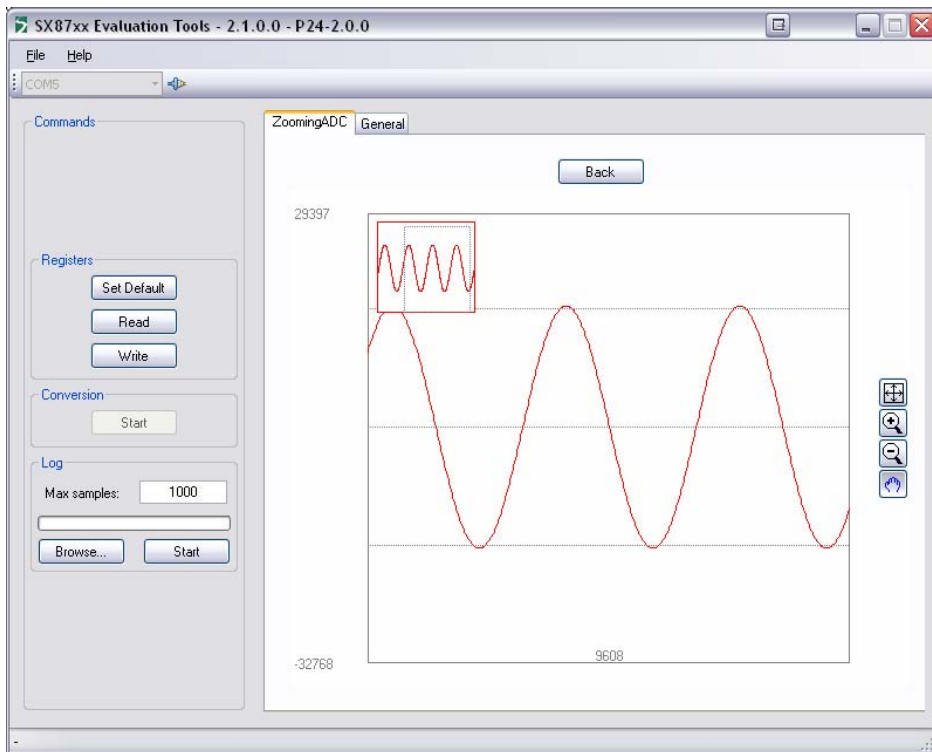 SX87xx Evaluation Tools - 2.1.0.0 - P24-2.0.0
File Help
COM5
Commands
Registers
Set Default
Read
Write
Conversion
Start
Log
Max samples: 1000
Browse... Start
ZoomingADC General
Back
29397
-32768
9608
-